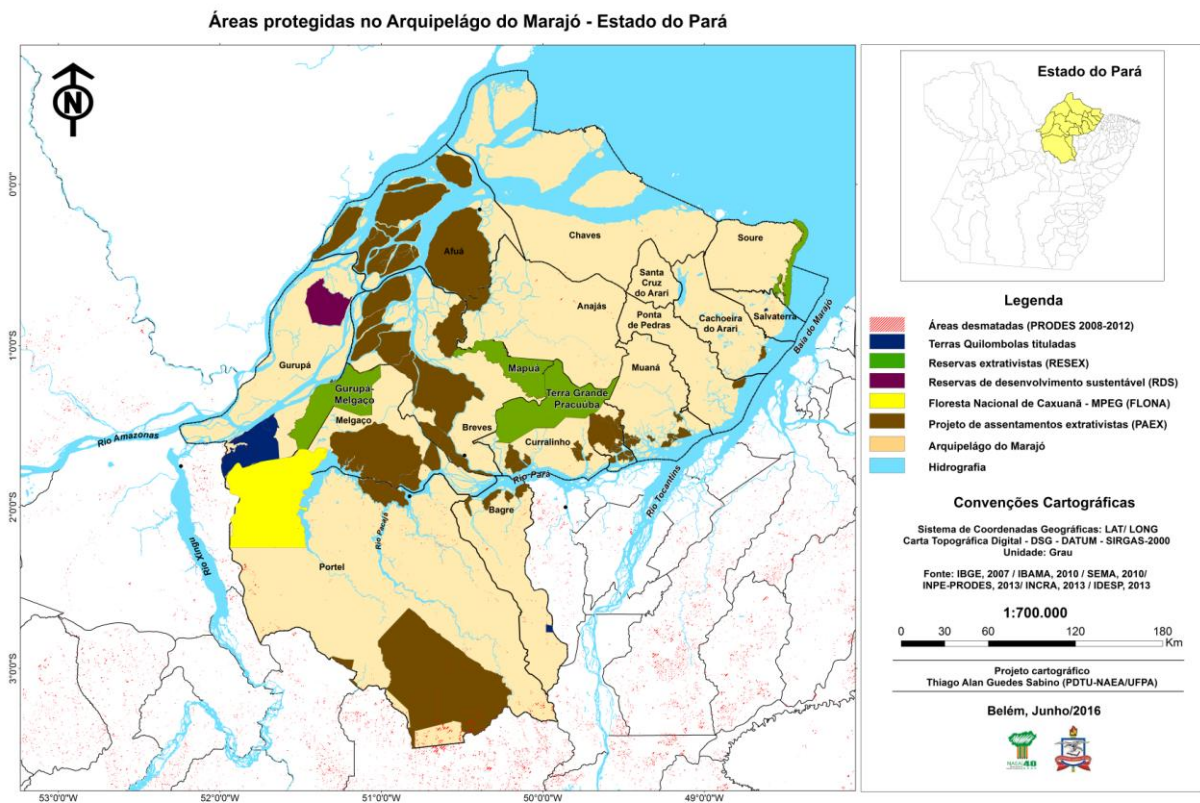 Áreas protegidas no Arquipelágo do Marajó - Estado do Pará
N
0°0'0"
1°0'0"S
2°0'0"S
3°0'0"S
53°0'0"W
52°0'0"W
51°0'0"W
50°0'0"W
49°0'0"W
Chaves
Soure
Afuá
Santa
Cruz
do Arari
Anajás
Ponta
de Pedras
Cachoeira
do Arari
Salvaterra
Baía do Marajó
Gurupá
Mapuá
Muaná
Gurupa-
Melgaço
Terra Grande
Pracuuba
Melgaço
Breves
Curralinho
Rio Amazonas
Rio Pará
Rio Tocantins
Bagre
Rio Pacajá
Rio Xingu
Portel
Estado do Pará
Legenda
Áreas desmatadas (PRODES 2008-2012)
Terras Quilombolas tituladas
Reservas extrativistas (RESEX)
Reservas de desenvolvimento sustentável (RDS)
Floresta Nacional de Caxuanã - MPEG (FLONA)
Projeto de assentamentos extrativistas (PAEX)
Arquipélago do Marajó
Hidrografia
Convenções Cartográficas
Sistema de Coordenadas Geográficas: LAT/ LONG
Carta Topográfica Digital - DSG - DATUM - SIRGAS-2000
Unidade: Grau
Fonte: IBGE, 2007 / IBAMA, 2010 / SEMA, 2010/
INPE-PRODES, 2013/ INCRA, 2013 / IDESP, 2013
1:700.000
0 30 60 120 180
Km
Projeto cartográfico
Thiago Alan Guedes Sabino (PDTU-NAEA/UFPA)
Belém, Junho/2016
NAEA 40